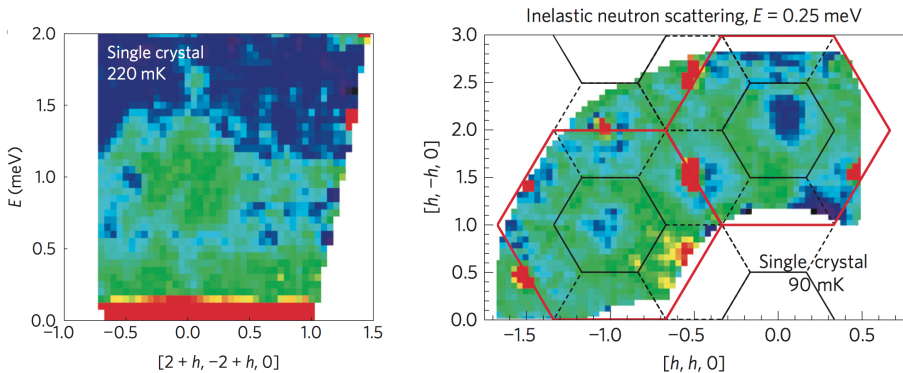 Single crystal
220 mK
2.0
1.5
1.0
0.5
0.0
E (meV)
−1.0 −0.5 0.0 0.5 1.0 1.5
[2 + h, −2 + h, 0]
Inelastic neutron scattering, E = 0.25 meV
3.0
2.5
2.0
1.5
1.0
0.5
0.0
[h, −h, 0]
Single crystal
90 mK
−1.5 −1.0 −0.5 0.0 0.5
[h, h, 0]